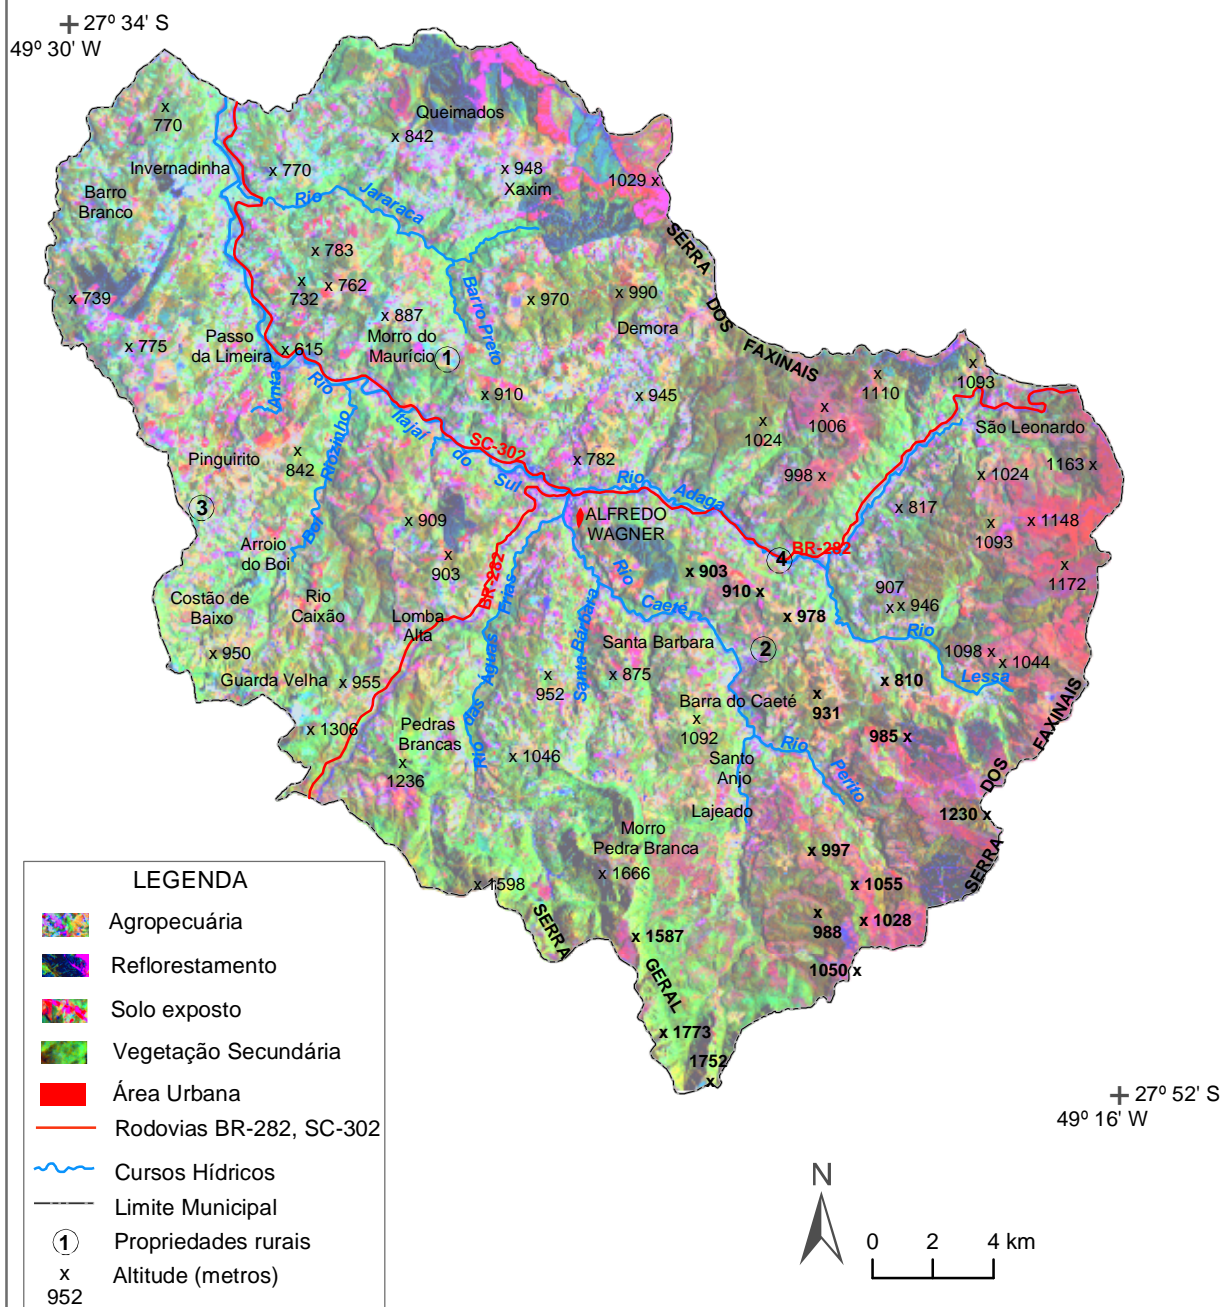 27º 34' S
49º 30' W
Queimados
x
770
x 842
Invernadinha
x 770
x 948
Xaxim
1029 x
Barro
Branco
Rio
Jararaca
SERRA
DOS
FAXINAIS
x 783
x
732
x 762
x 739
x 887
Barro Preto
x 970
x 990
Demora
x 775
Passo
da Limeira
x 615
Morro do
Maurício
1
x
1110
x
1093
Antas
Rio
Itajaí
do
Sul
x 910
x 945
x
1024
x
1006
São Leonardo
SC-302
Pinguirito
x
842
Riozinho
x 782
Rio
Adaga
998 x
x 1024
1163 x
3
x 909
ALFREDO
WAGNER
x 817
x
1093
x 1148
Boi
Arroio
do Boi
x
903
BR-282
BR-282
4
x
1172
Rio
Caeté
x 903
910 x
907
x
x 946
Costão de
Baixo
Rio
Caixão
Lomba
Alta
Rio
das
Águas
Frias
Santa Bárbara
x 978
Rio
Lessa
Santa Barbara
2
x 950
Guarda Velha
x 955
x
952
x 875
1098 x
x 1044
x 810
Barra do Caeté
x
931
x 1306
Pedras
Brancas
x
1236
x 1046
x
1092
Rio
Perito
985 x
SERRA
DOS
FAXINAIS
Santo
Anjo
Lajeado
1230 x
Morro
Pedra Branca
x 997
x 1666
x 1598
x 1055
SERRA
GERAL
x
988
x 1028
x 1587
1050 x
x 1773
1752
x
27º 52' S
49º 16' W
LEGENDA
Agropecuária
Reflorestamento
Solo exposto
Vegetação Secundária
Área Urbana
Rodovias BR-282, SC-302
Cursos Hídricos
Limite Municipal
1
Propriedades rurais
x
952
Altitude (metros)
N
0 2 4 km